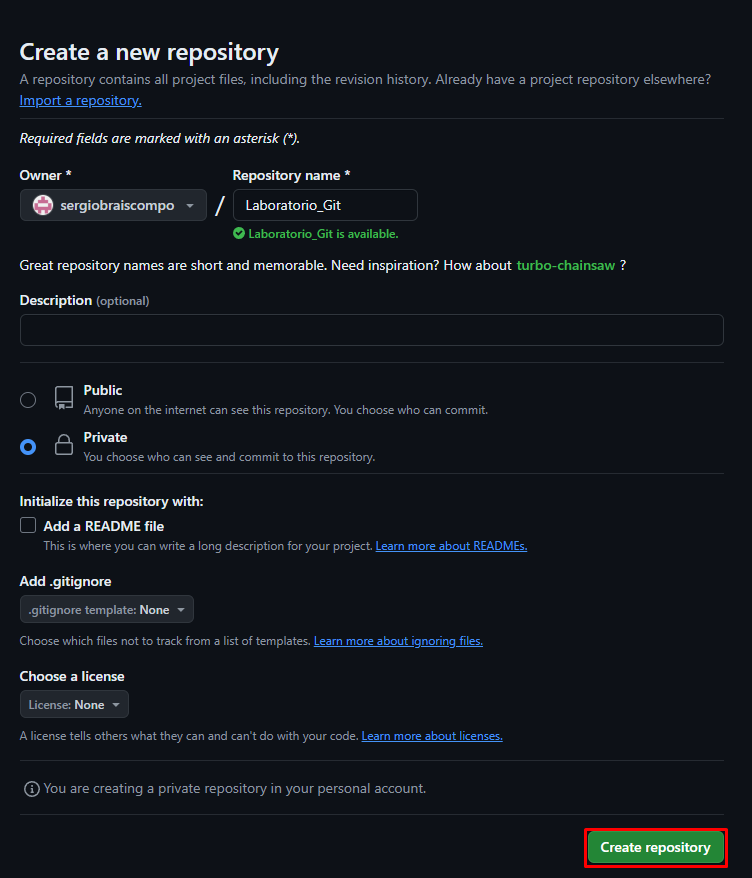 Create a new repository
A repository contains all project files, including the revision history. Already have a project repository elsewhere?
Import a repository.
Required fields are marked with an asterisk (*).
Owner * Repository name *
sergiobraiscompo / Laboratorio_Git
Laboratorio_Git is available.
Great repository names are short and memorable. Need inspiration? How about turbo-chainsaw ?
Description (optional)
Public
Anyone on the internet can see this repository. You choose who can commit.
Private
You choose who can see and commit to this repository.
Initialize this repository with:
Add a README file
This is where you can write a long description for your project. Learn more about READMEs.
Add .gitignore
.gitignore template: None
Choose which files not to track from a list of templates. Learn more about ignoring files.
Choose a license
License: None
A license tells others what they can and can't do with your code. Learn more about licenses.
You are creating a private repository in your personal account.
Create repository